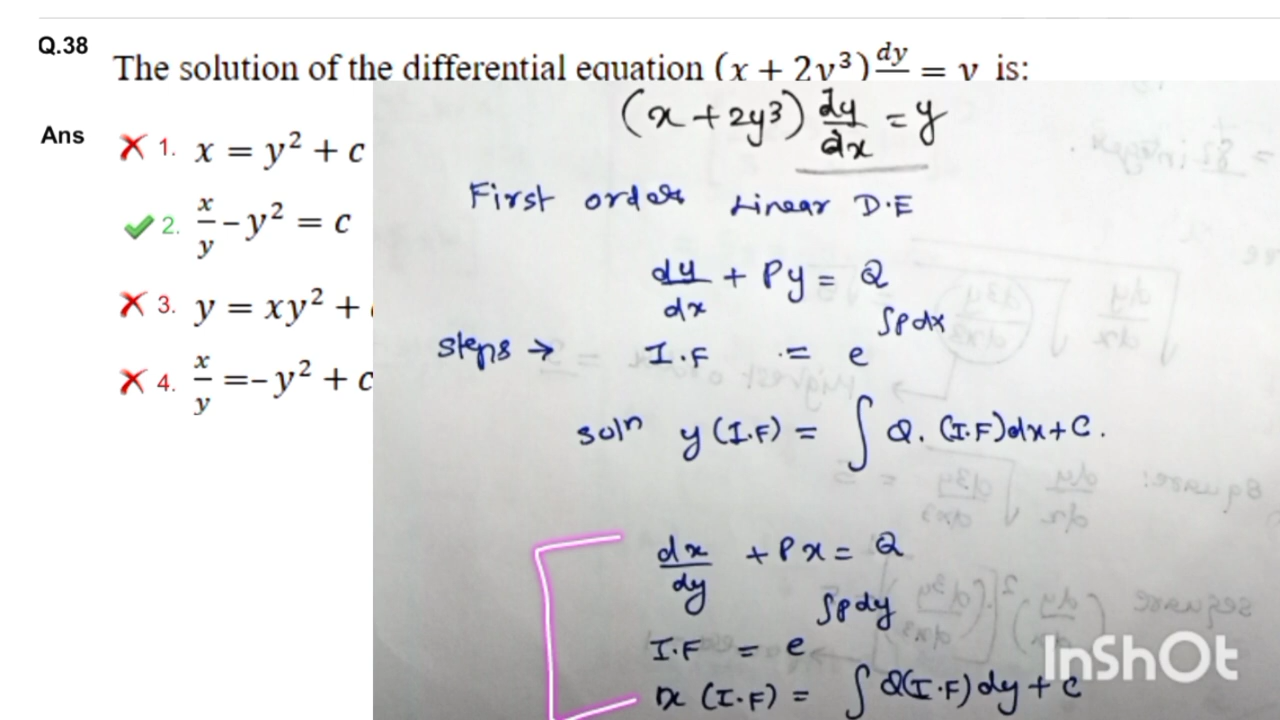 Q.38 The solution of the differential equation (x + 2y³) dy = y is:
Ans
✗ 1. x = y² + c
✓ 2. x/y − y² = c
✗ 3. y = xy² +
✗ 4. x/y =− y² + c
(x + 2y³) dy/dx = y
First order Linear D.E
dy/dx + Py = Q
steps → I.F = e^∫Pdx
soln y (I.F) = ∫ Q. (I.F)dx + C.
dx/dy + Px = Q
I.F = e^∫Pdy
x (I.F) = ∫ Q(I.F) dy + c
InShOt